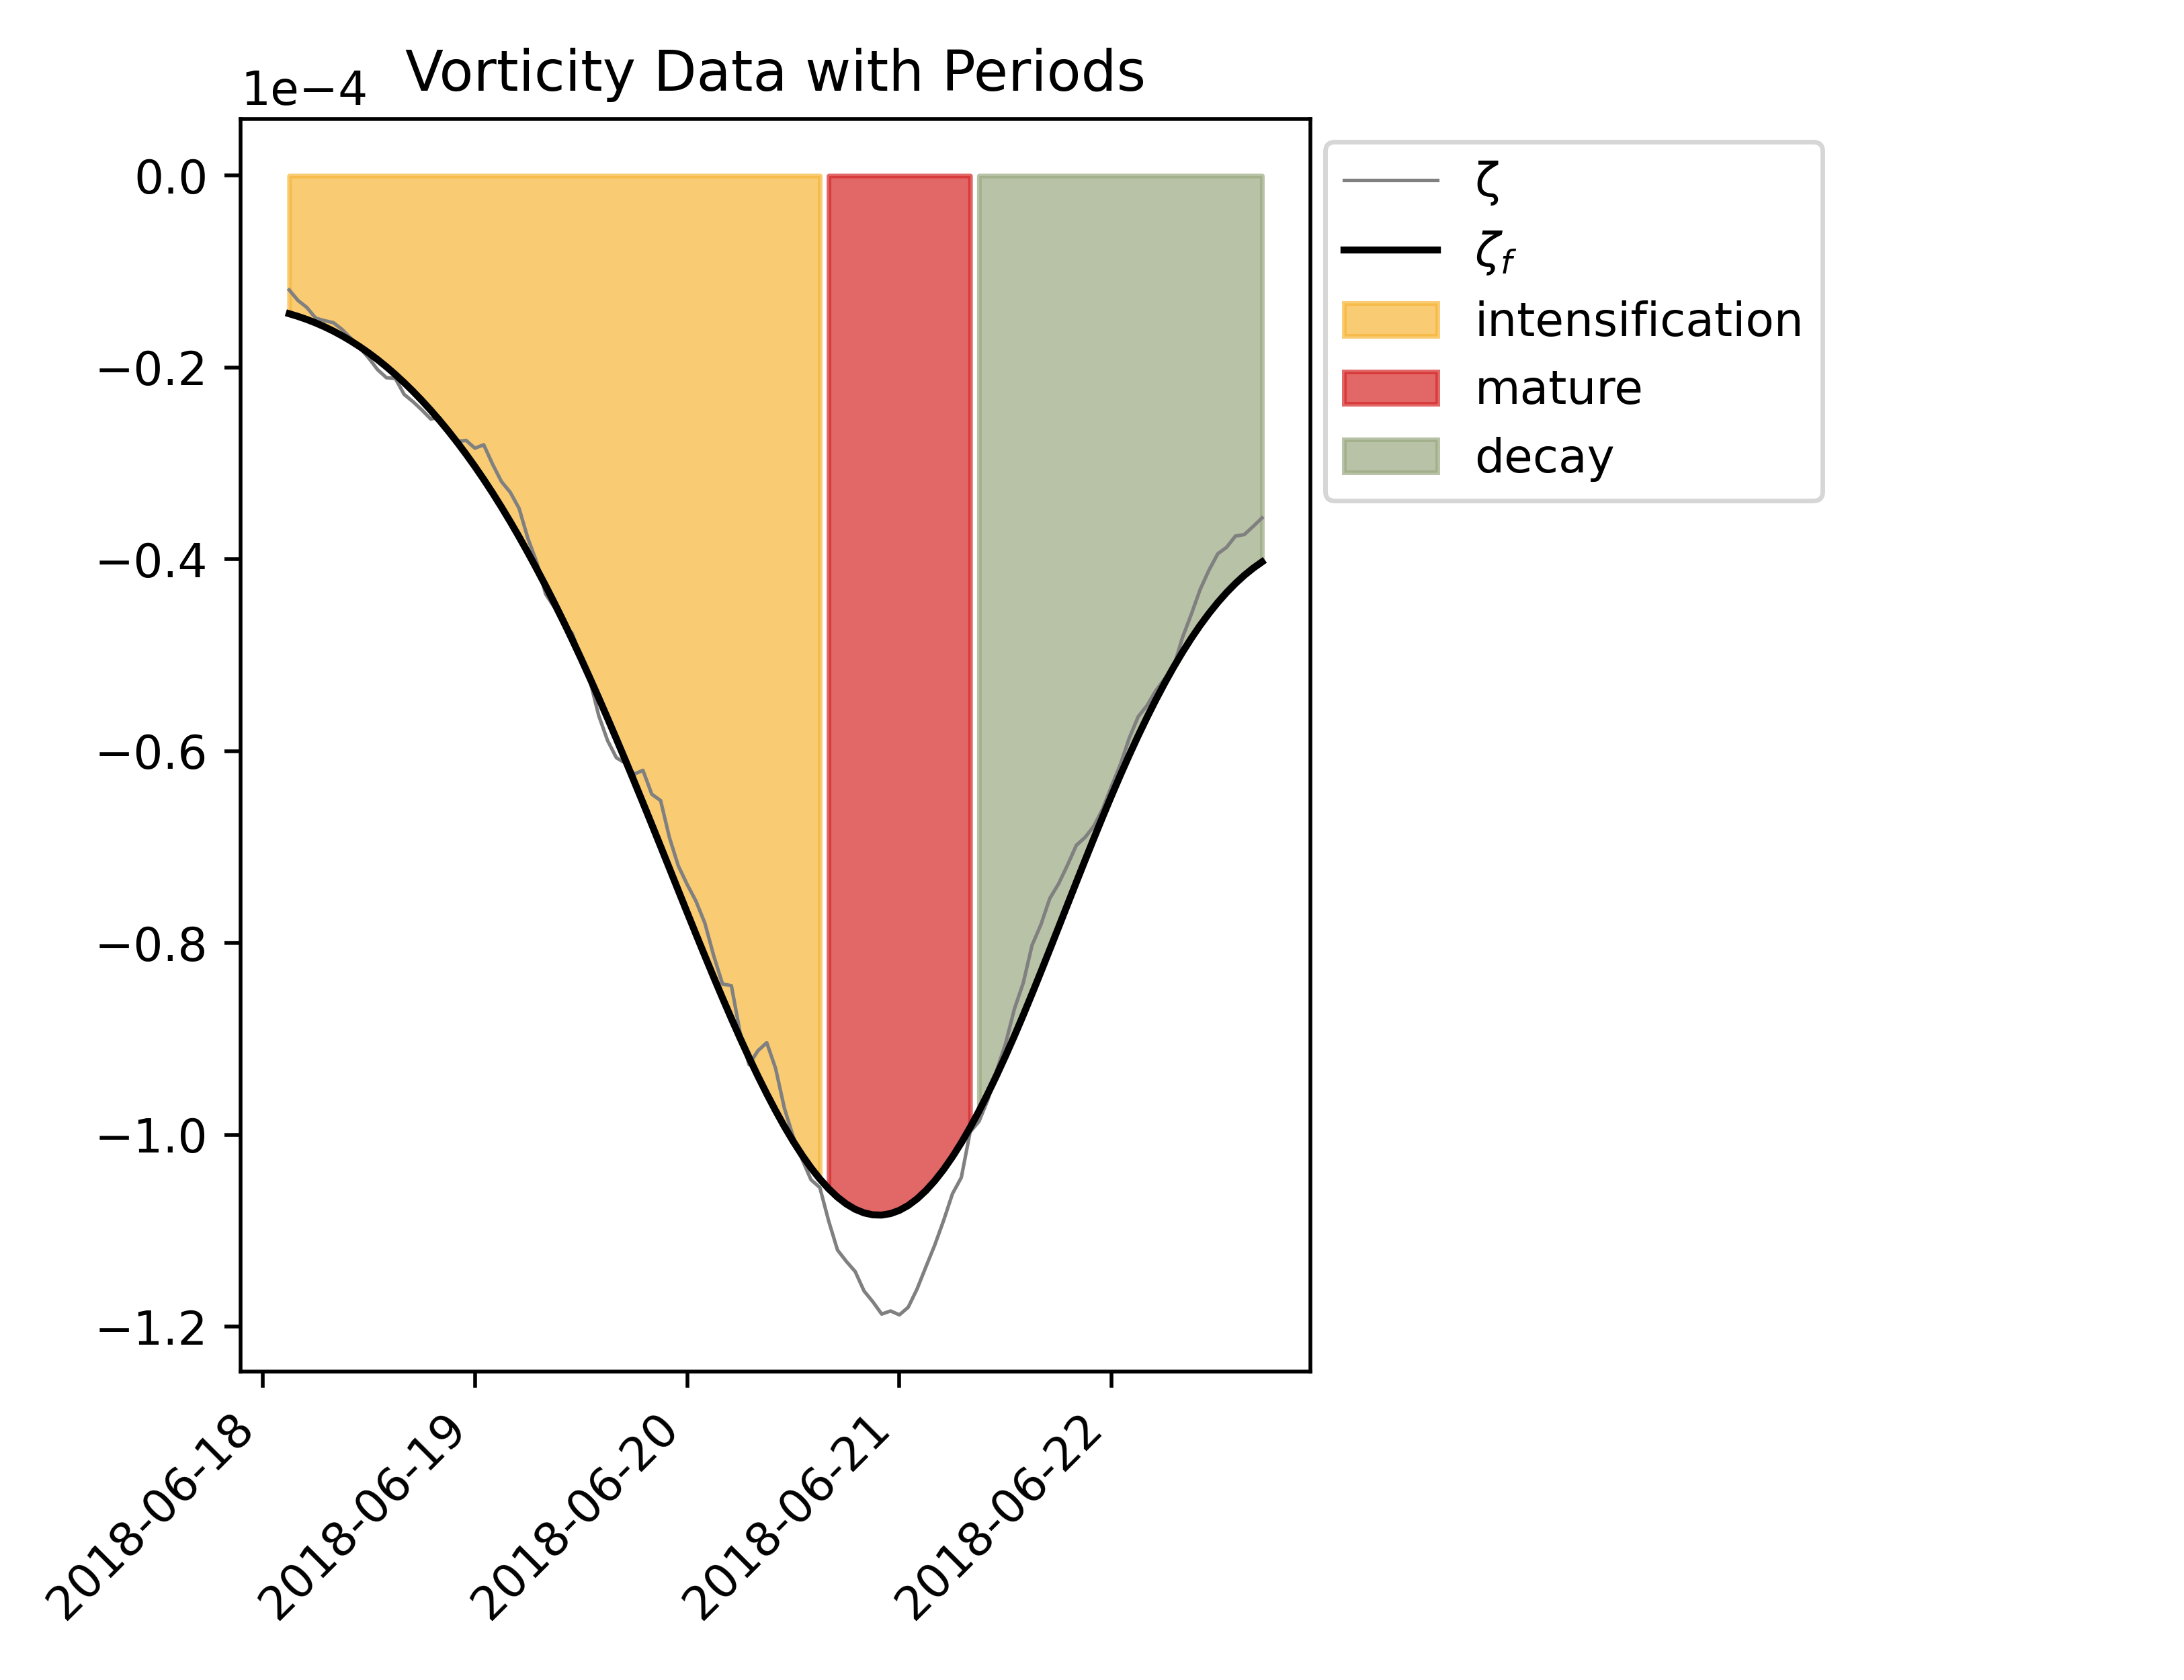 Vorticity Data with Periods
1e−4
0.0
−0.2
−0.4
−0.6
−0.8
−1.0
−1.2
2018-06-18
2018-06-19
2018-06-20
2018-06-21
2018-06-22
ζ
ζf
intensification
mature
decay